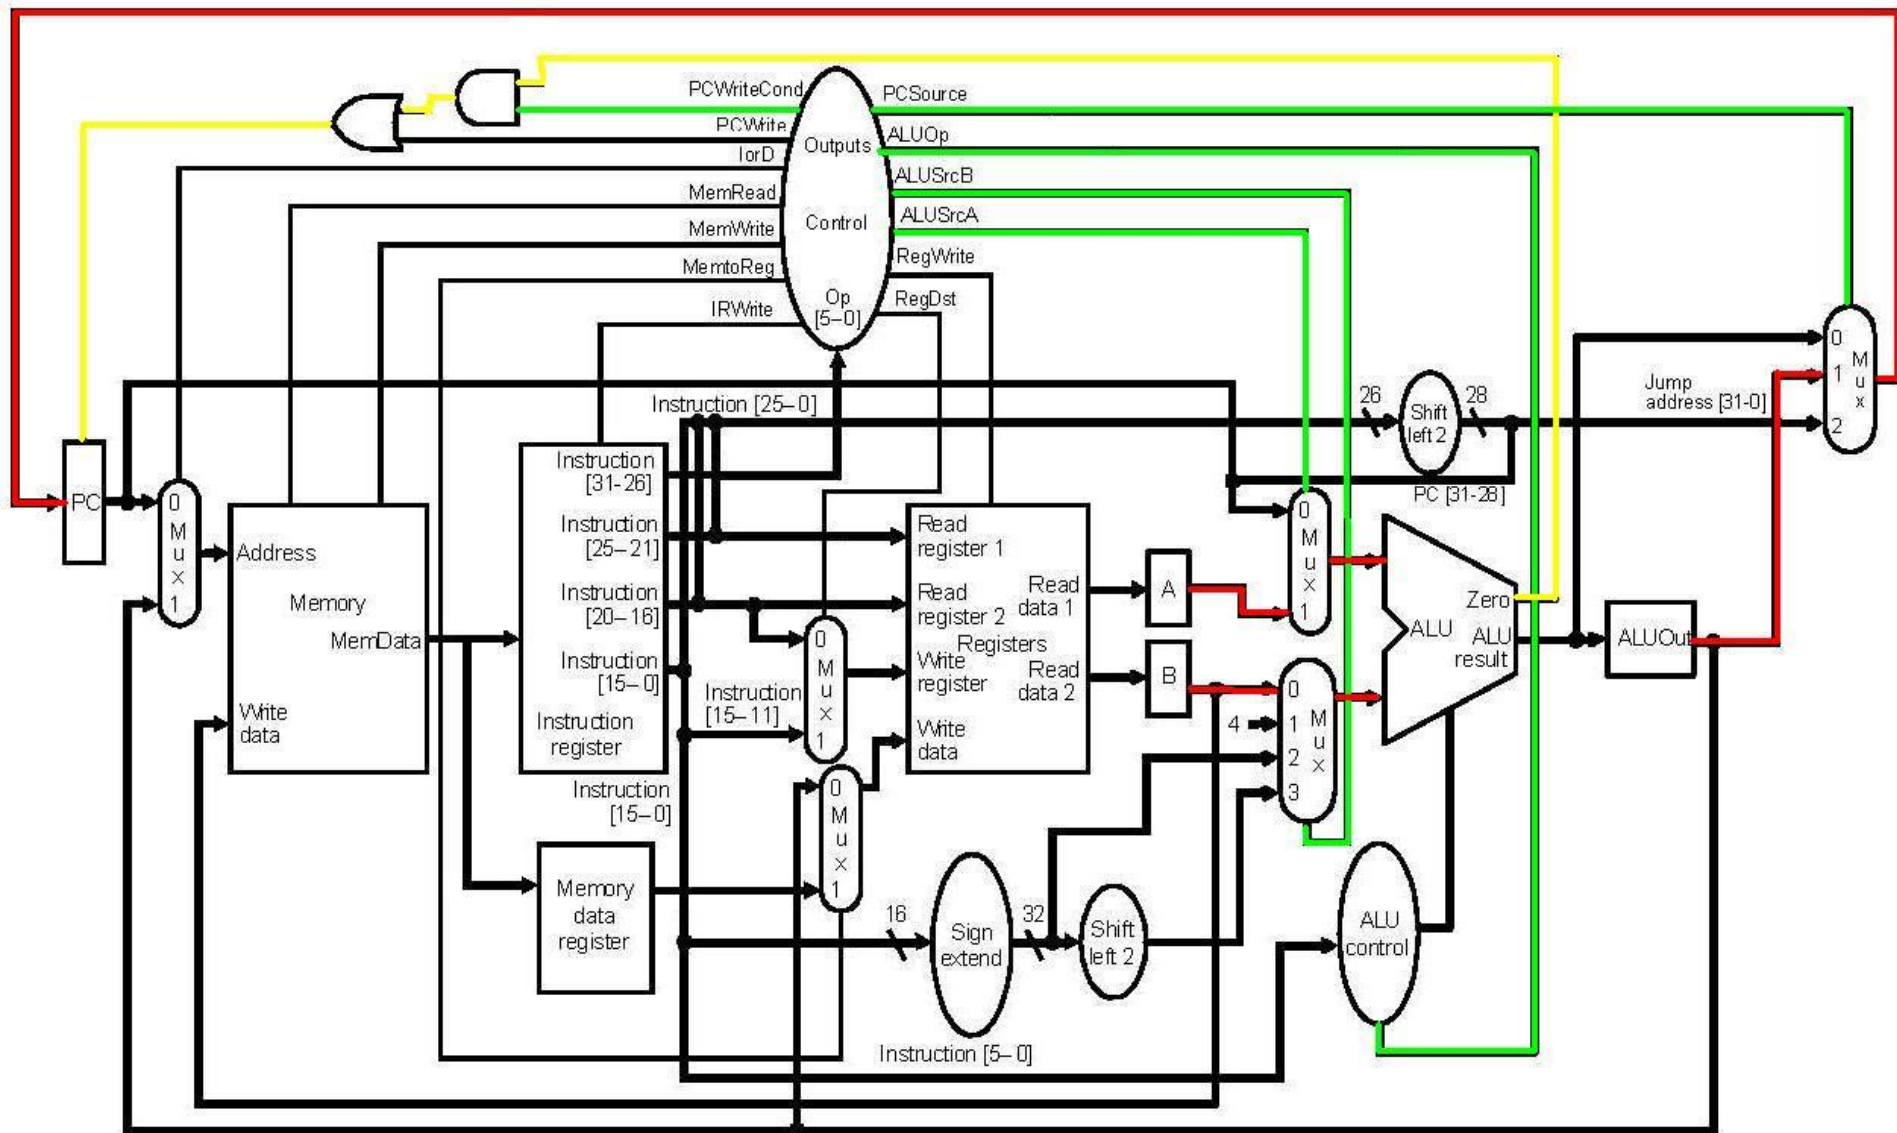 PCWriteCond
PCSource
PCWrite
ALUOp
Outputs
IorD
ALUSrcB
MemRead
ALUSrcA
Control
MemWrite
RegWrite
MemtoReg
Op
[5–0]
RegDst
IRWrite
0
1
2
M
u
x
Jump
address [31-0]
26
28
Shift
left 2
PC [31-28]
Instruction [25–0]
PC
0
M
u
x
1
Address
Memory
MemData
Write
data
Instruction
[31-26]
Instruction
[25–21]
Instruction
[20–16]
Instruction
[15–0]
Instruction
register
Instruction
[15–11]
Instruction
[15–0]
0
M
u
x
1
0
M
u
x
1
Read
register 1
Read
register 2
Registers
Write
register
Write
data
Read
data 1
Read
data 2
A
B
0
M
u
x
1
0
4
1
2
3
M
u
x
ALU
Zero
ALU
result
ALUOut
Memory
data
register
16
Sign
extend
32
Shift
left 2
ALU
control
Instruction [5–0]